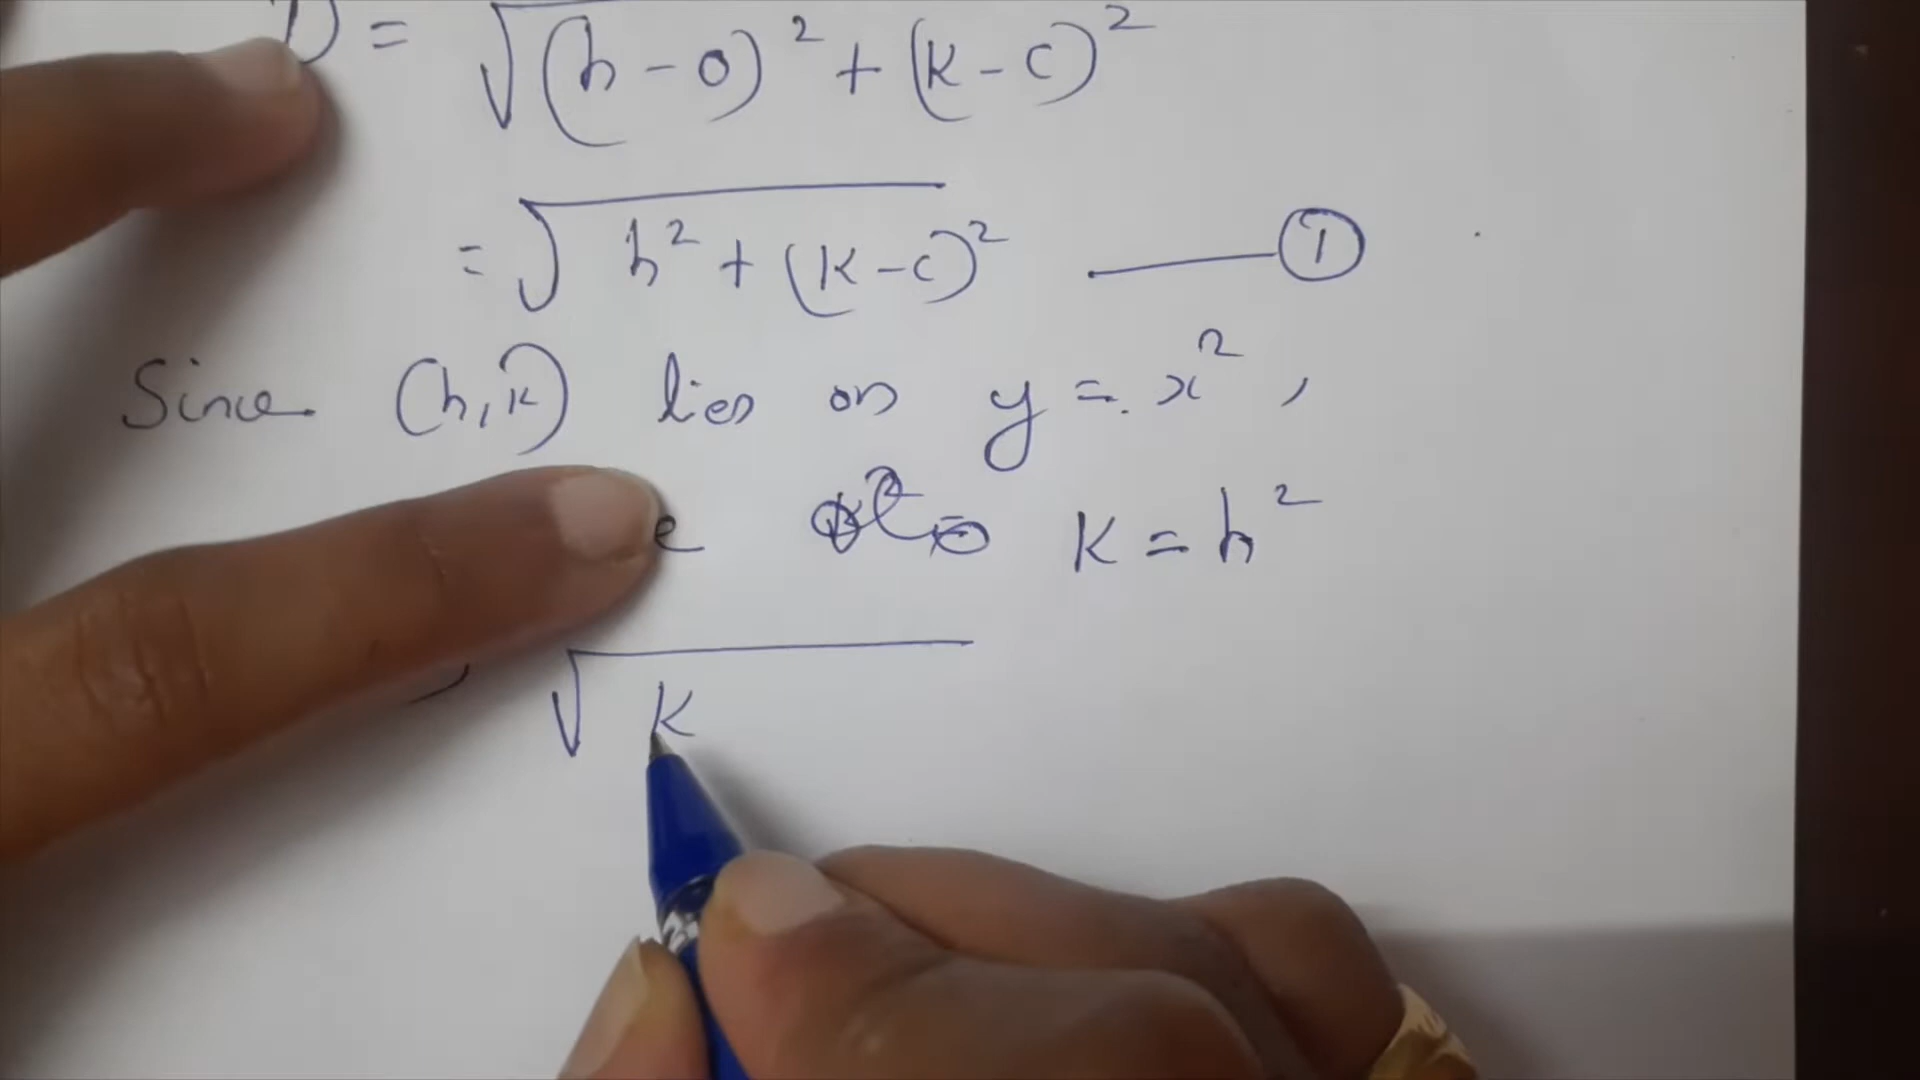 D = √(h-0)² + (k-c)²
= √h² + (k-c)² —— 1
Since (h,k) lies on y = x²,
k = h²
√k